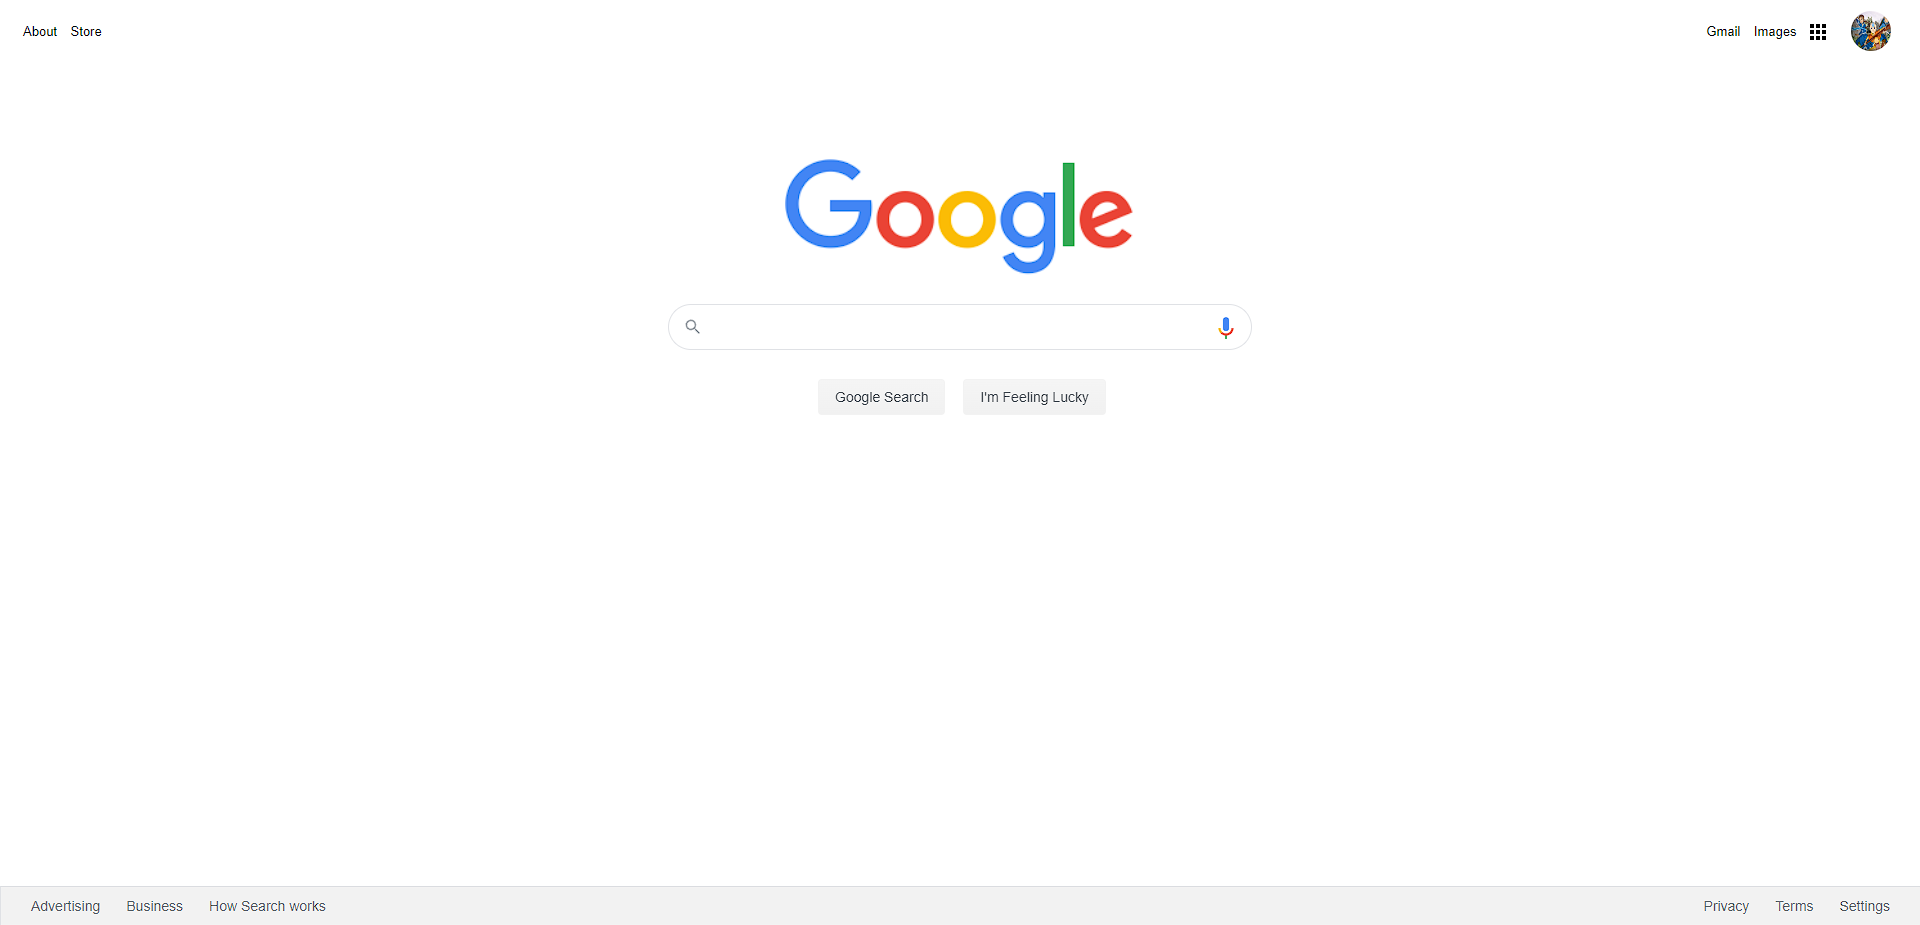 About Store
Gmail Images
Google
Google Search I'm Feeling Lucky
Advertising Business How Search works
Privacy Terms Settings